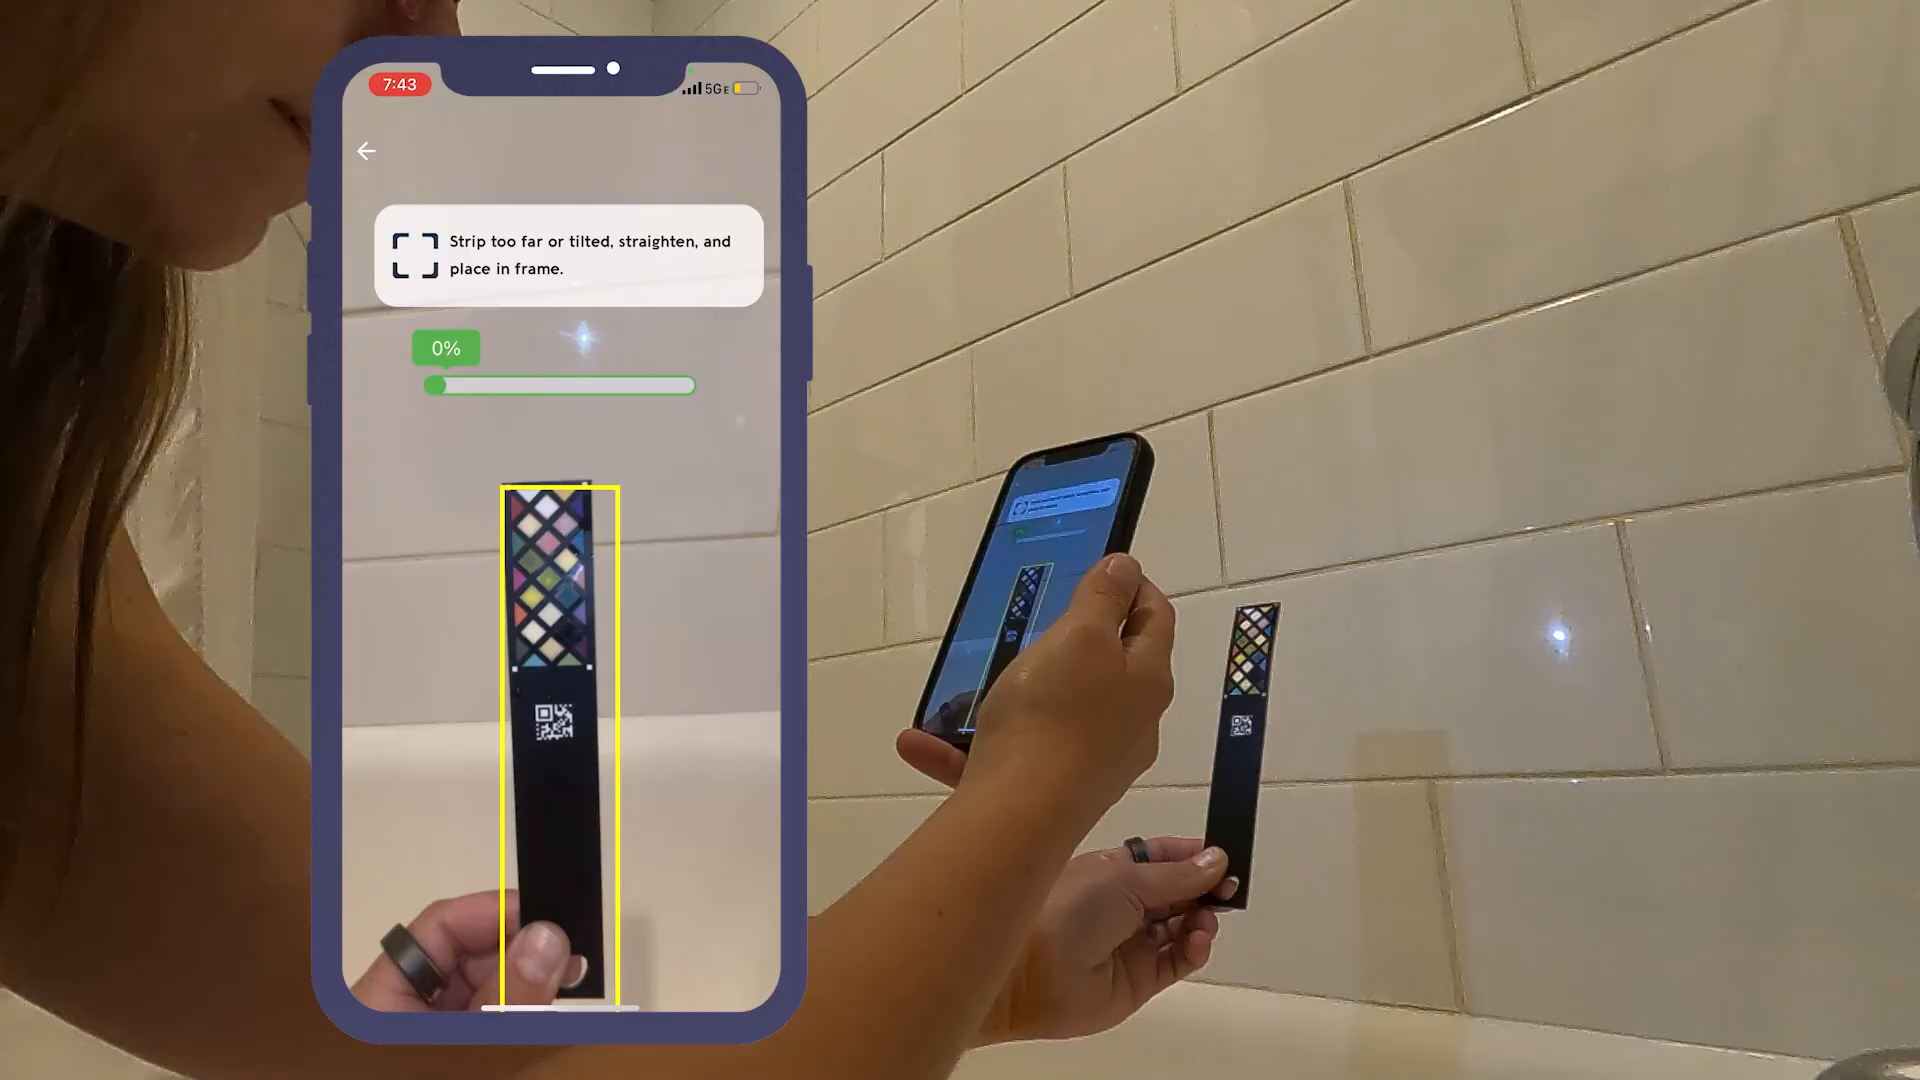 7:43
5GE
Strip too far or tilted, straighten, and
place in frame.
0%